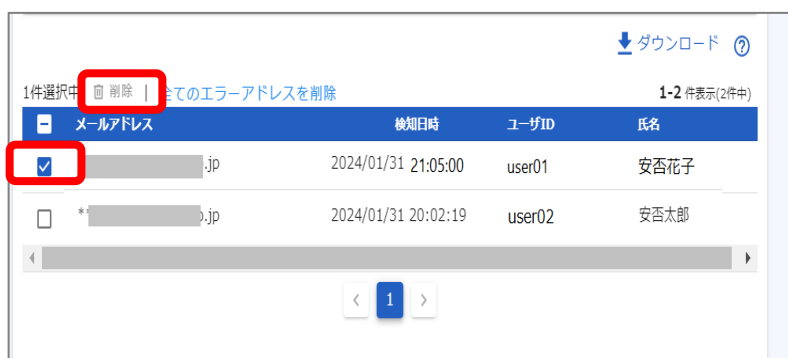 ダウンロード ?
1件選択中 削除 | 全てのエラーアドレスを削除 1-2 件表示(2件中)
メールアドレス 検知日時 ユーザID 氏名
.jp 2024/01/31 21:05:00 user01 安否花子
.jp 2024/01/31 20:02:19 user02 安否太郎
< 1 >